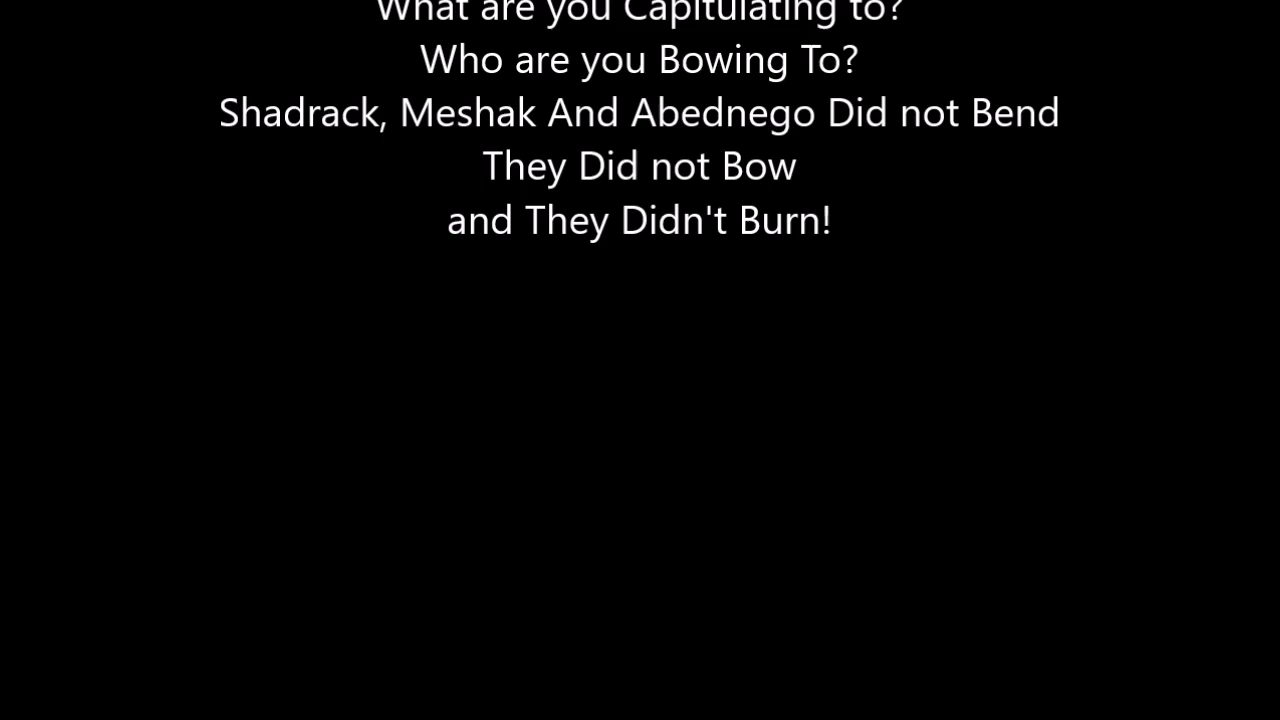 What are you Capitulating to?
Who are you Bowing To?
Shadrack, Meshak And Abednego Did not Bend
They Did not Bow
and They Didn't Burn!